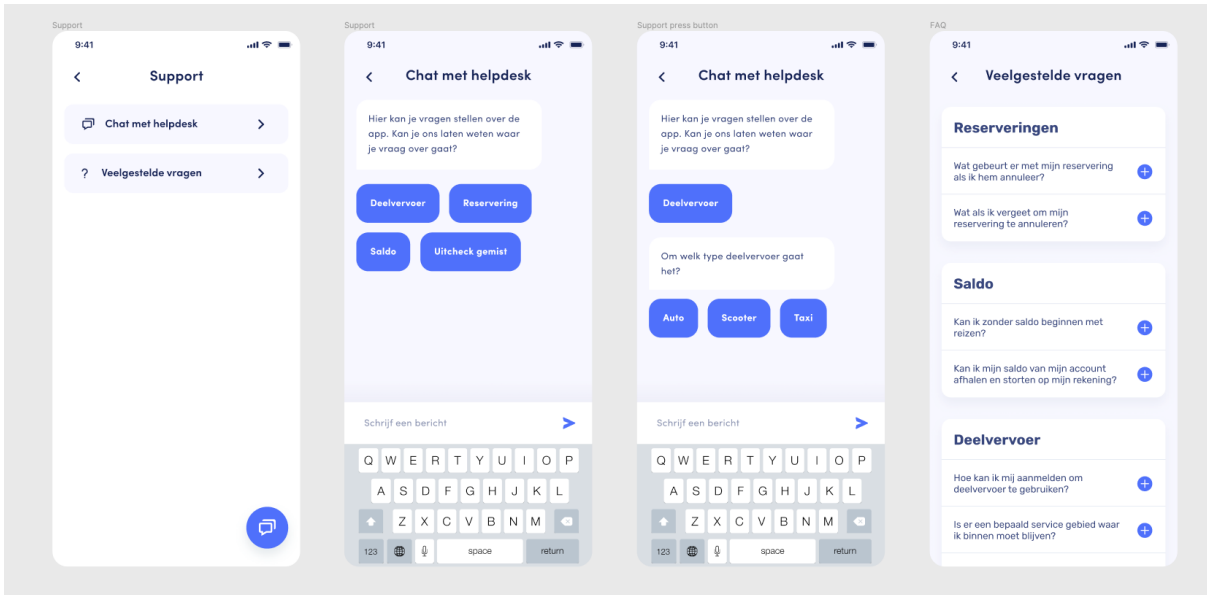 Support
9:41
Support
Chat met helpdesk
? Veelgestelde vragen
Support
9:41
Chat met helpdesk
Hier kan je vragen stellen over de
app. Kan je ons laten weten waar
je vraag over gaat?
Deelvervoer
Reservering
Saldo
Uitcheck gemist
Schrijf een bericht
Q W E R T Y U I O P
A S D F G H J K L
Z X C V B N M
123
space
return
Support press button
9:41
Chat met helpdesk
Hier kan je vragen stellen over de
app. Kan je ons laten weten waar
je vraag over gaat?
Deelvervoer
Om welk type deelvervoer gaat
het?
Auto
Scooter
Taxi
Schrijf een bericht
Q W E R T Y U I O P
A S D F G H J K L
Z X C V B N M
123
space
return
FAQ
9:41
Veelgestelde vragen
Reserveringen
Wat gebeurt er met mijn reservering
als ik hem annuleer?
Wat als ik vergeet om mijn
reservering te annuleren?
Saldo
Kan ik zonder saldo beginnen met
reizen?
Kan ik mijn saldo van mijn account
afhalen en storten op mijn rekening?
Deelvervoer
Hoe kan ik mij aanmelden om
deelvervoer te gebruiken?
Is er een bepaald service gebied waar
ik binnen moet blijven?